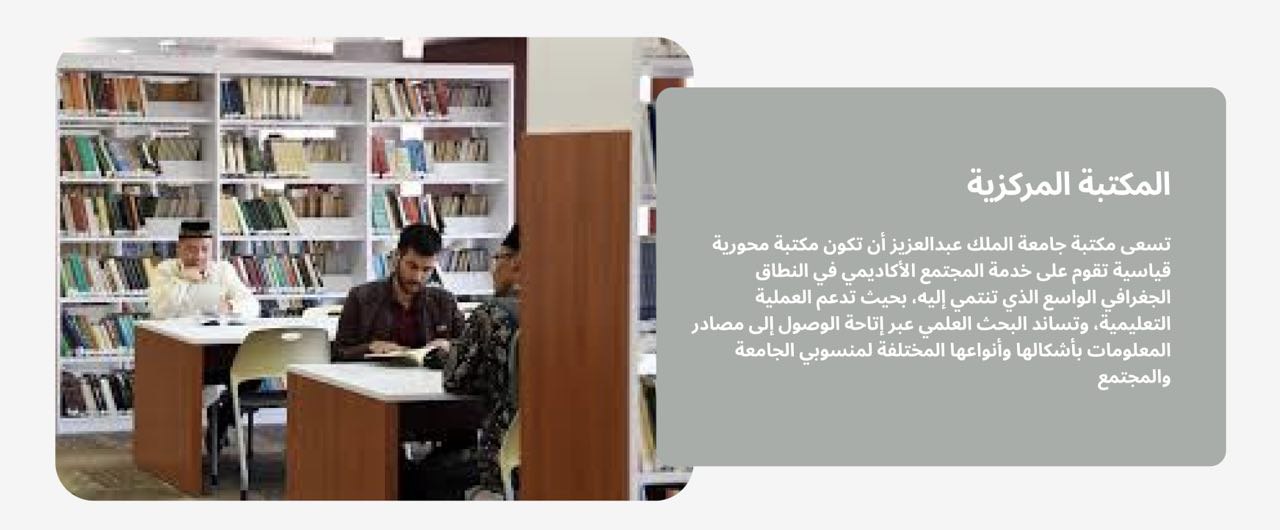 المكتبة المركزية
تسعى مكتبة جامعة الملك عبدالعزيز أن تكون مكتبة محورية
قياسية تقوم على خدمة المجتمع الأكاديمي في النطاق
الجغرافي الواسع الذي تنتمي إليه، بحيث تدعم العملية
التعليمية، وتساند البحث العلمي عبر إتاحة الوصول إلى مصادر
المعلومات بأشكالها وأنواعها المختلفة لمنسوبي الجامعة
والمجتمع